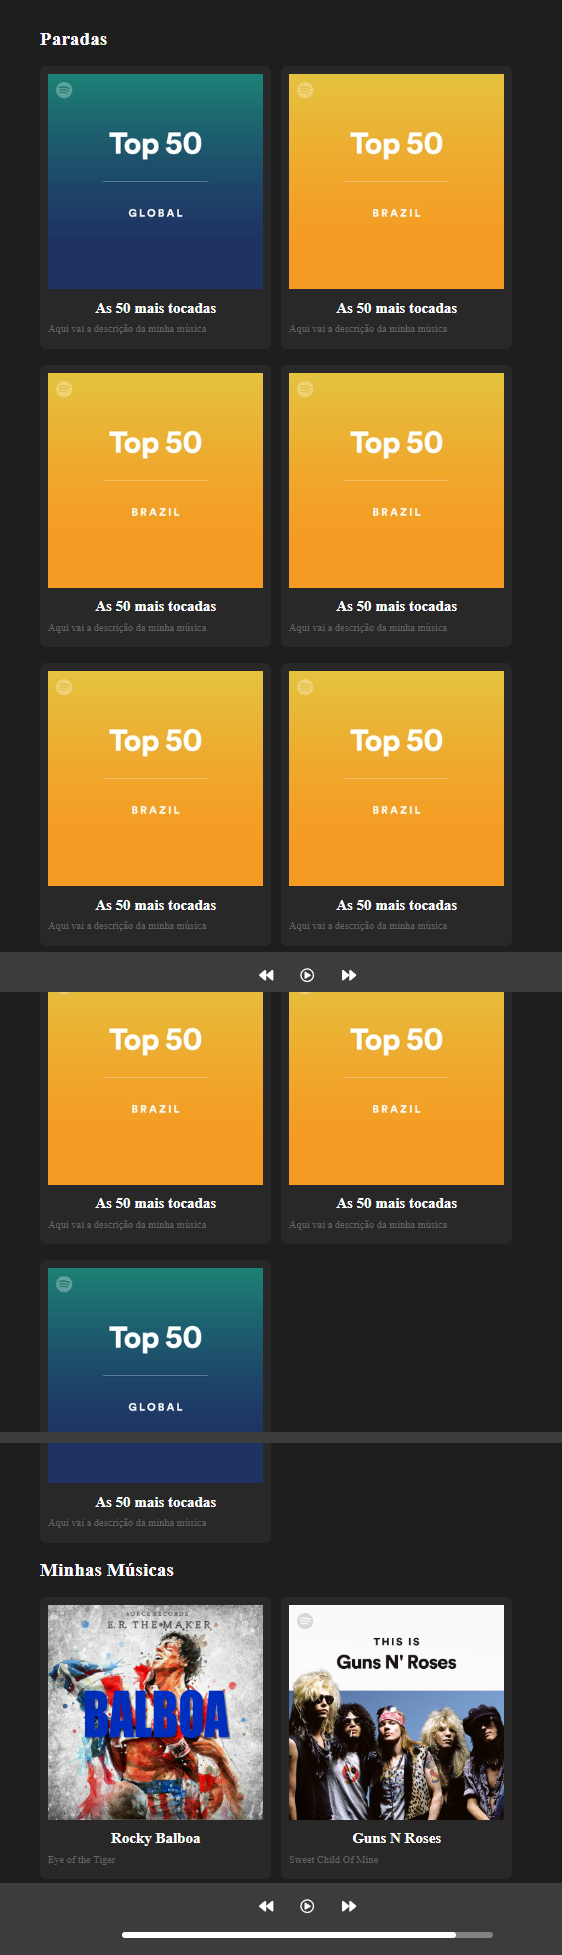 Paradas
Top 50
GLOBAL
As 50 mais tocadas
Aqui vai a descrição da minha música
Top 50
BRAZIL
As 50 mais tocadas
Aqui vai a descrição da minha música
Top 50
BRAZIL
As 50 mais tocadas
Aqui vai a descrição da minha música
Top 50
BRAZIL
As 50 mais tocadas
Aqui vai a descrição da minha música
Top 50
BRAZIL
As 50 mais tocadas
Aqui vai a descrição da minha música
Top 50
BRAZIL
As 50 mais tocadas
Aqui vai a descrição da minha música
Top 50
BRAZIL
As 50 mais tocadas
Aqui vai a descrição da minha música
Top 50
BRAZIL
As 50 mais tocadas
Aqui vai a descrição da minha música
Top 50
GLOBAL
As 50 mais tocadas
Aqui vai a descrição da minha música
Minhas Músicas
RECORDS
E.R. THE MAKER
BALBOA
Rocky Balboa
Eye of the Tiger
THIS IS
Guns N' Roses
Guns N Roses
Sweet Child Of Mine